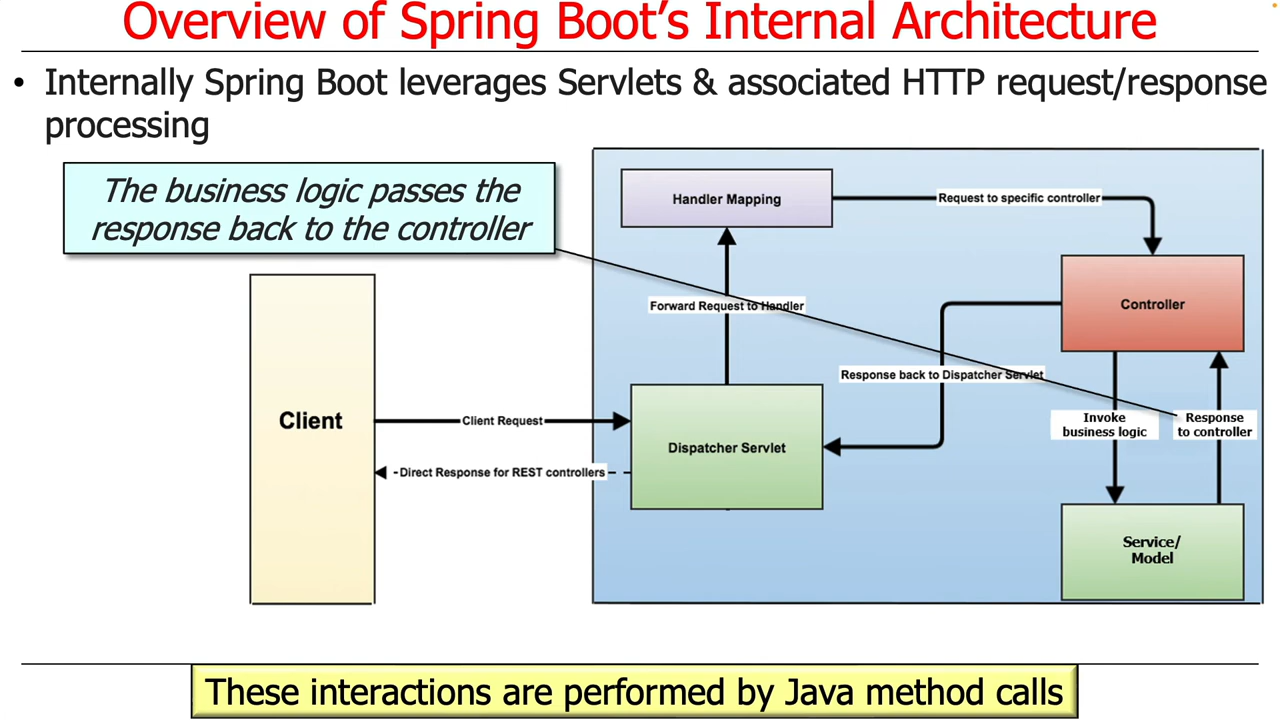 Overview of Spring Boot’s Internal Architecture
• Internally Spring Boot leverages Servlets & associated HTTP request/response
processing
The business logic passes the
response back to the controller
Handler Mapping
Request to specific controller
Forward Request to Handler
Controller
Response back to Dispatcher Servlet
Client
Client Request
Invoke
business logic
Response
to controller
Dispatcher Servlet
Direct Response for REST controllers
Service/
Model
These interactions are performed by Java method calls